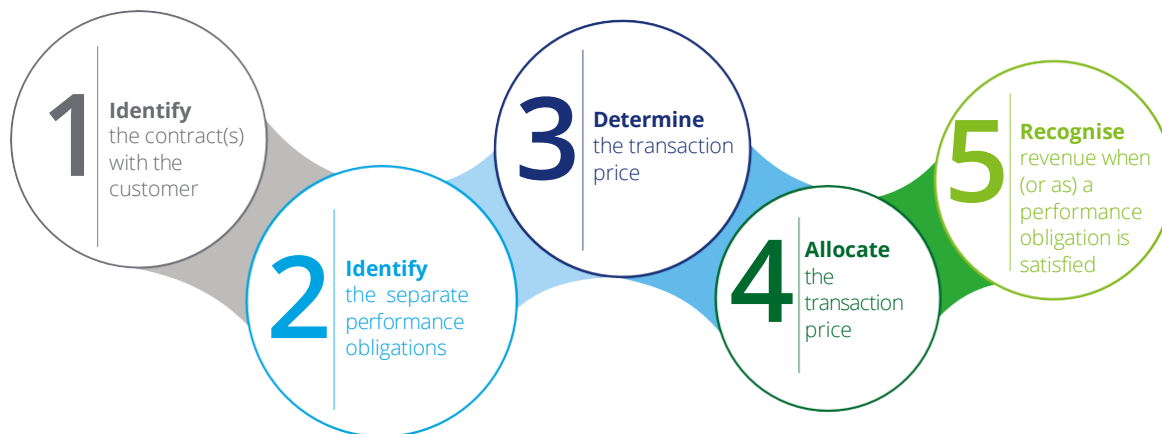 1
Identify
the contract(s)
with the
customer
2
Identify
the separate
performance
obligations
3
Determine
the transaction
price
4
Allocate
the
transaction
price
5
Recognise
revenue when
(or as) a
performance
obligation is
satisfied